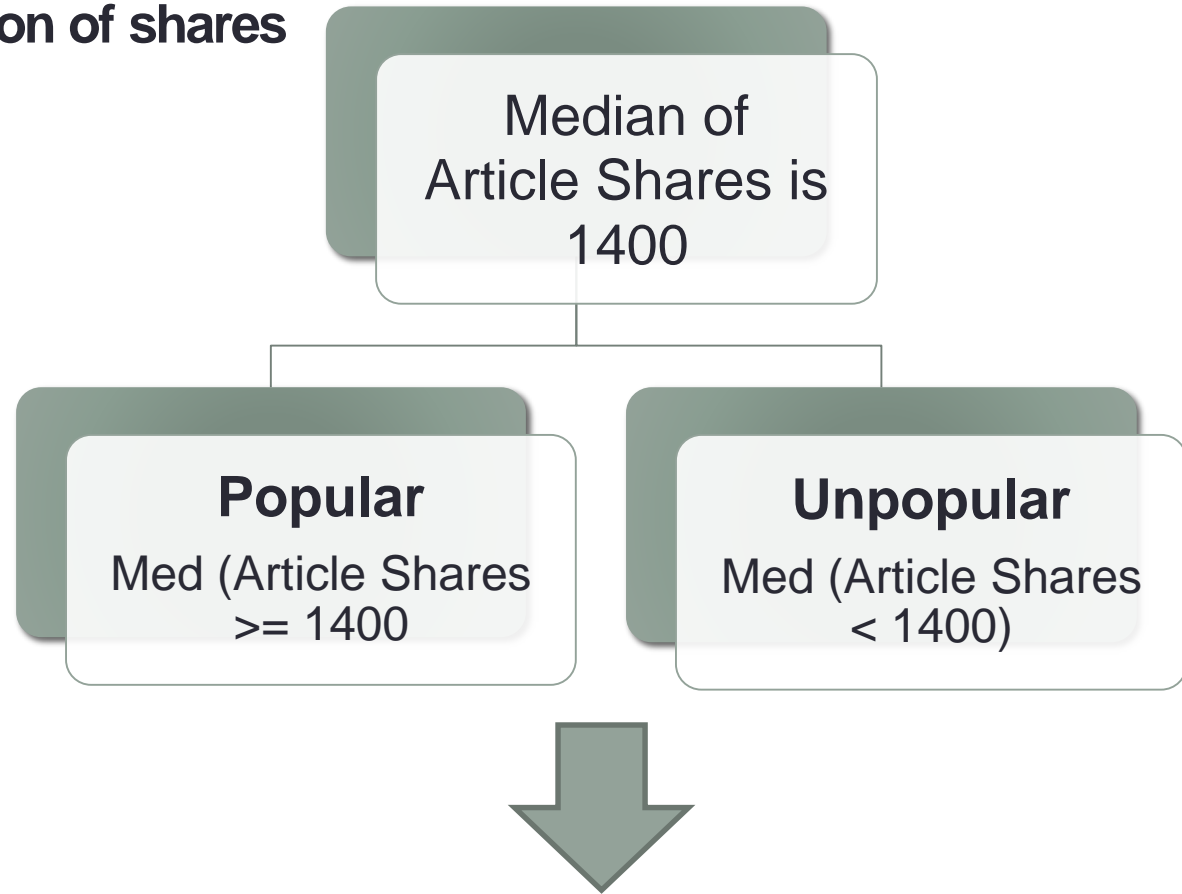 on of shares
Median of
Article Shares is
1400
Popular
Med (Article Shares
>= 1400
Unpopular
Med (Article Shares
< 1400)